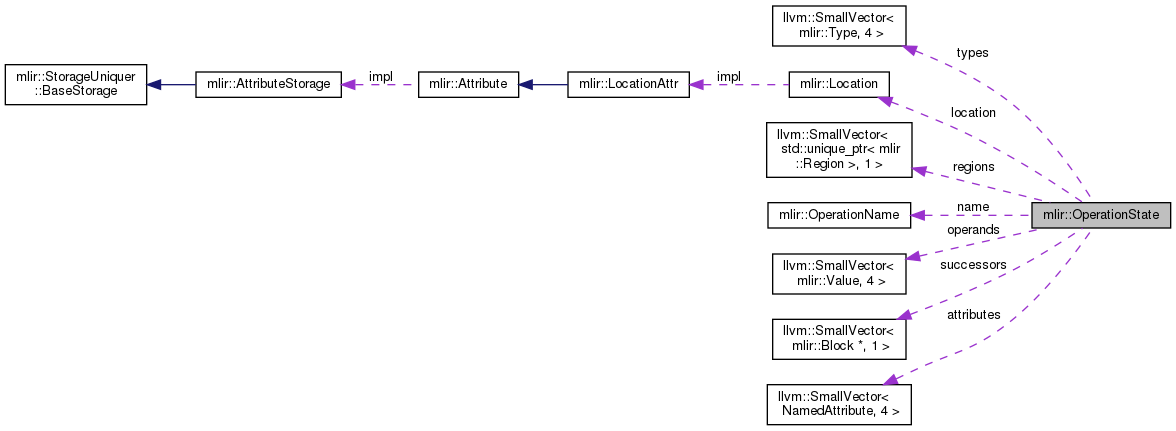 llvm::SmallVector<
mlir::Type, 4 >
types
mlir::StorageUniquer
::BaseStorage
mlir::AttributeStorage
impl
mlir::Attribute
mlir::LocationAttr
impl
mlir::Location
location
llvm::SmallVector<
std::unique_ptr< mlir
::Region >, 1 >
regions
mlir::OperationName
name
mlir::OperationState
operands
llvm::SmallVector<
mlir::Value, 4 >
successors
llvm::SmallVector<
mlir::Block *, 1 >
attributes
llvm::SmallVector<
NamedAttribute, 4 >